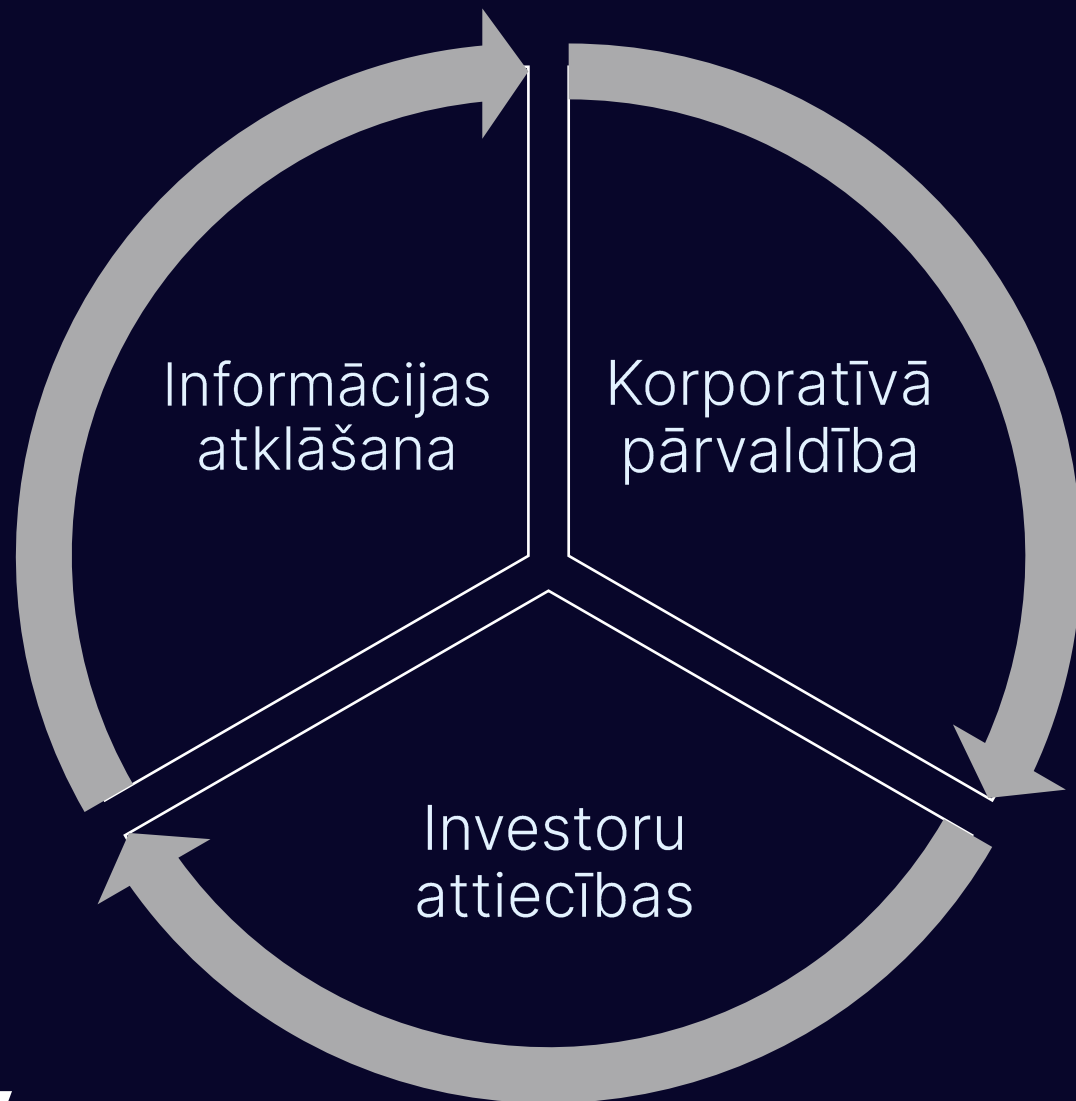 Informācijas
atklāšana
Korporatīvā
pārvaldība
Investoru
attiecības